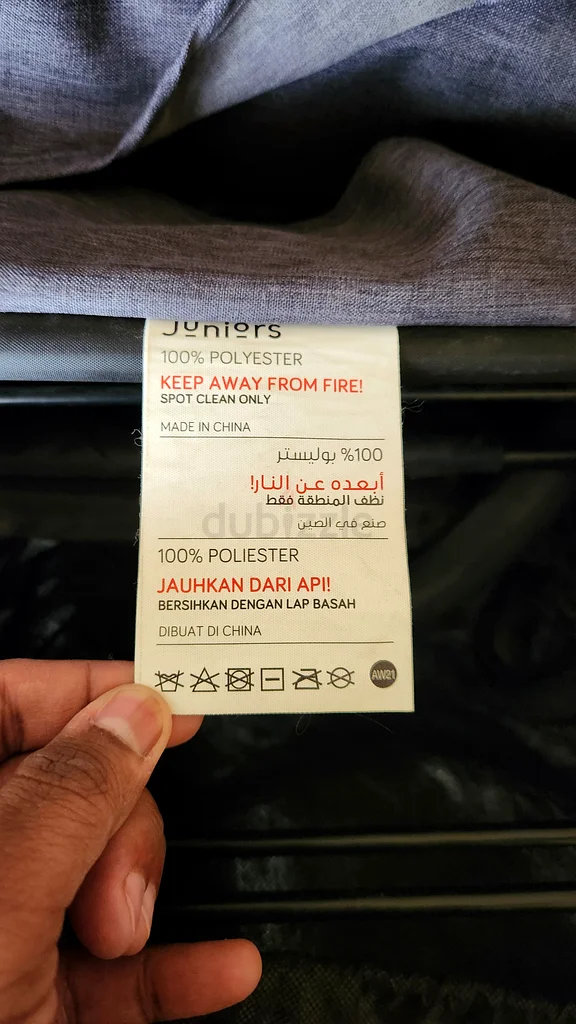 Juniors
100% POLYESTER
KEEP AWAY FROM FIRE!
SPOT CLEAN ONLY
MADE IN CHINA
100% بوليستر
أبعده عن النار!
نظف المنطقة فقط
صنع في الصين
dubizzle
100% POLIESTER
JAUHKAN DARI API!
BERSIHKAN DENGAN LAP BASAH
DIBUAT DI CHINA
AW21